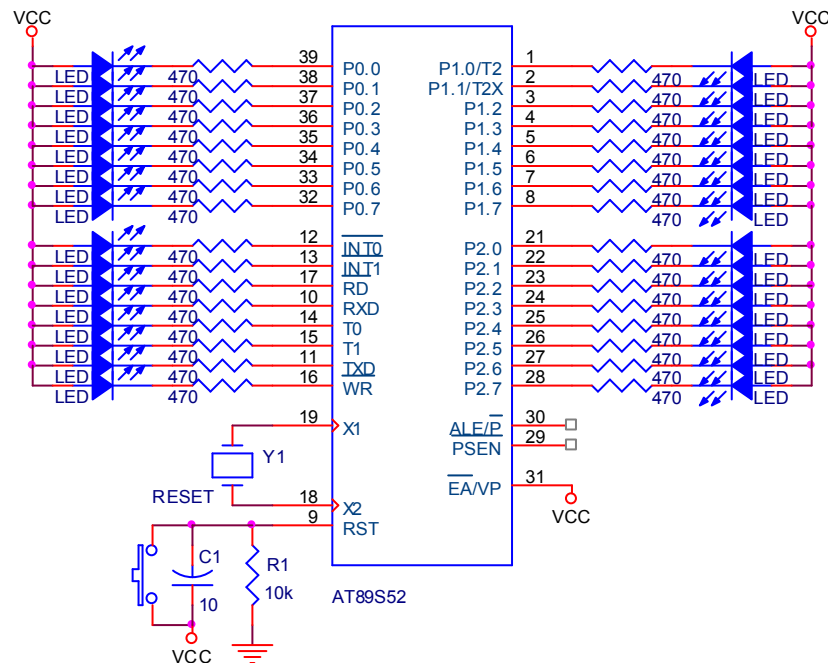 VCC VCC
39 P0.0 P1.0/T2 1
LED 470 38 P0.1 P1.1/T2X 2 470 LED
LED 470 37 P0.2 P1.2 3 470 LED
LED 470 36 P0.3 P1.3 4 470 LED
LED 470 35 P0.4 P1.4 5 470 LED
LED 470 34 P0.5 P1.5 6 470 LED
LED 470 33 P0.6 P1.6 7 470 LED
LED 470 32 P0.7 P1.7 8 470 LED
LED 470 470 LED
12 INT0 P2.0 21
LED 470 13 INT1 P2.1 22 470 LED
LED 470 17 RD P2.2 23 470 LED
LED 470 10 RXD P2.3 24 470 LED
LED 470 14 T0 P2.4 25 470 LED
LED 470 15 T1 P2.5 26 470 LED
LED 470 11 TXD P2.6 27 470 LED
LED 470 16 WR P2.7 28 470 LED
LED 470 470 LED
19 X1 ALE/P 30
Y1 PSEN 29
RESET 18 X2 EA/VP 31
9 RST VCC
C1 R1
10 10k AT89S52
VCC